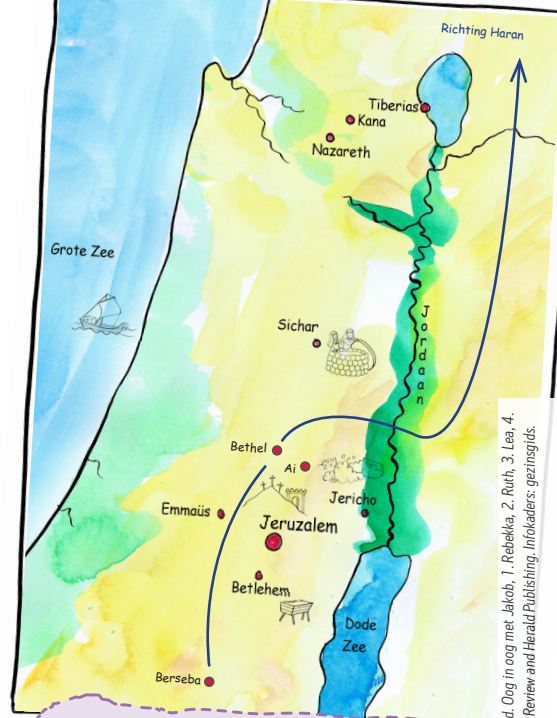 Richting Haran
Tiberias
Kana
Nazareth
Grote Zee
Sichar
Jordaan
Bethel
Ai
Jericho
Emmaüs
Jeruzalem
Betlehem
Dode
Zee
Berseba
d. Oog in oog met Jakob, 1. Rebekka, 2. Ruth, 3. Lea, 4.
Review and Herald Publishing. Infokaders: gezinsgids.